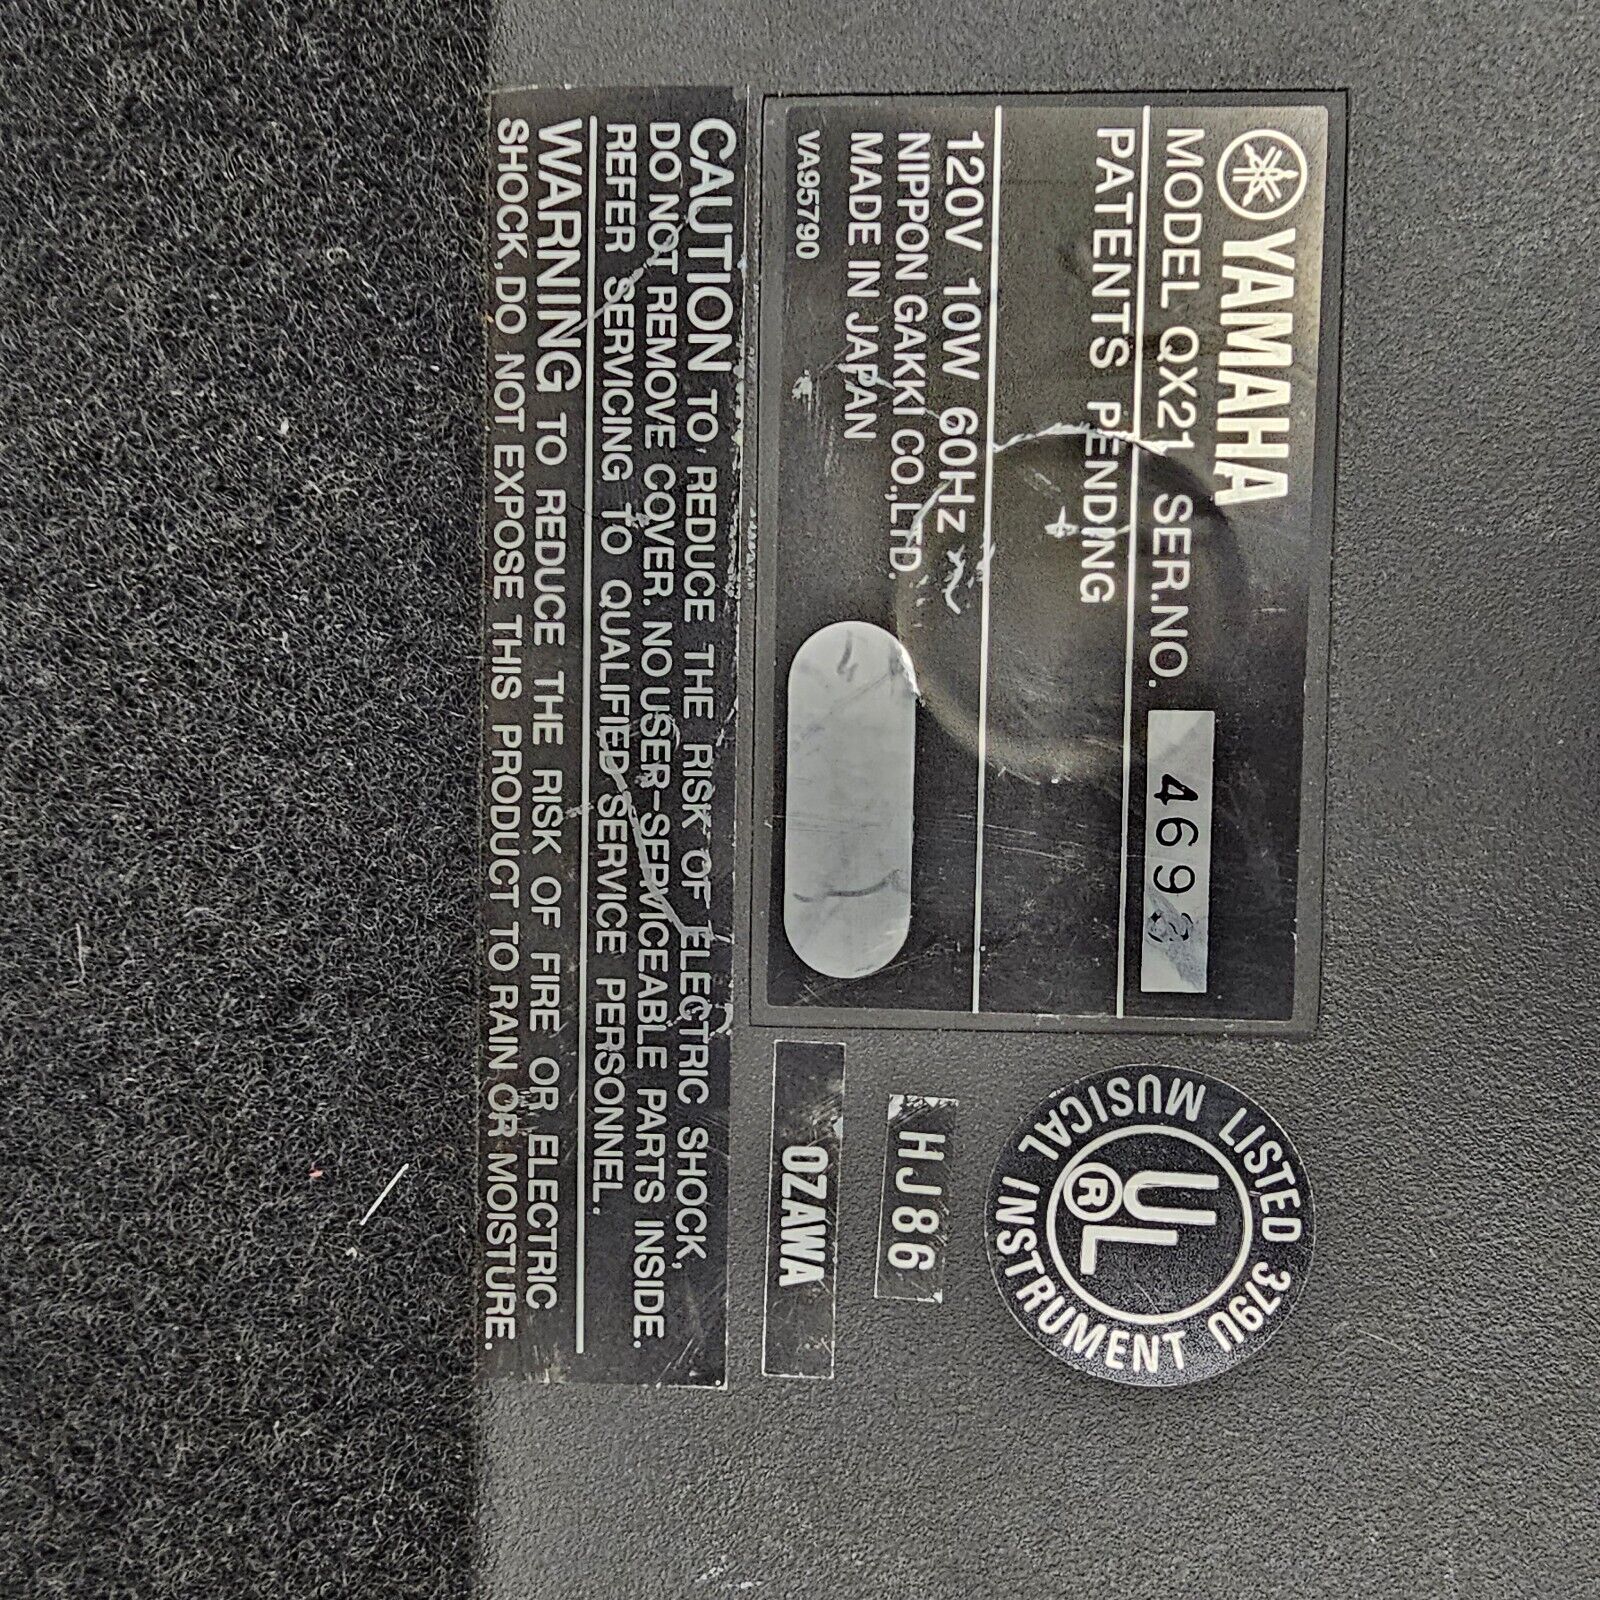 YAMAHA
MODEL QX21 SER.NO. 469
PATENTS PENDING
120V 10W 60Hz
NIPPON GAKKI CO.,LTD.
MADE IN JAPAN
VA95790
CAUTION TO REDUCE THE RISK OF ELECTRIC SHOCK,
DO NOT REMOVE COVER. NO USER-SERVICEABLE PARTS INSIDE.
REFER SERVICING TO QUALIFIED SERVICE PERSONNEL.
WARNING TO REDUCE THE RISK OF FIRE OR ELECTRIC
SHOCK, DO NOT EXPOSE THIS PRODUCT TO RAIN OR MOISTURE.
LISTED 379U
UL®
MUSICAL INSTRUMENT
HJ86
OZAWA